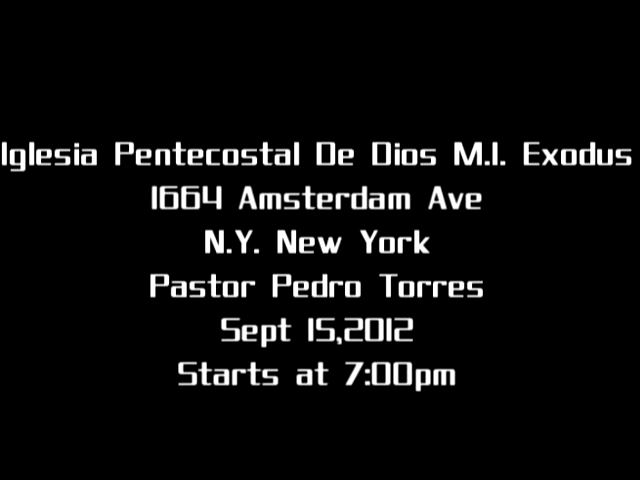 Iglesia Pentecostal De Dios M.I. Exodus
1664 Amsterdam Ave
N.Y. New York
Pastor Pedro Torres
Sept 15,2012
Starts at 7:00pm